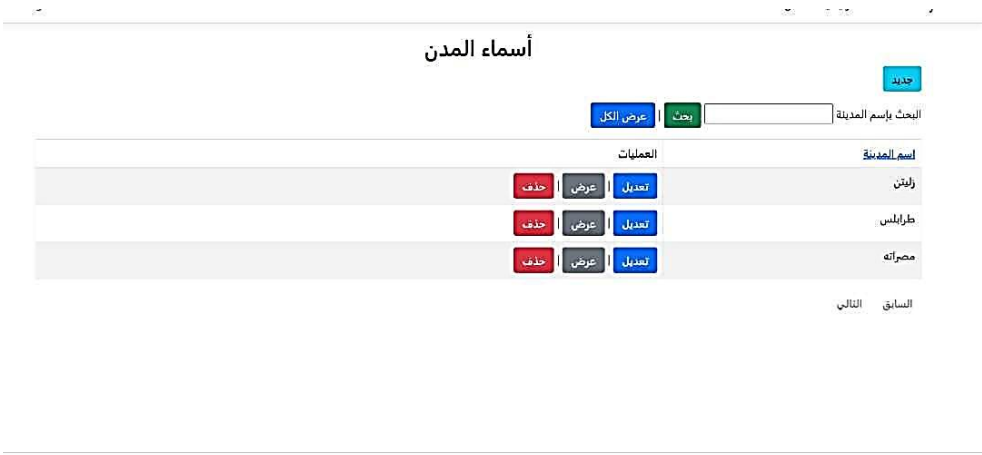 أسماء المدن
جديد
البحث بإسم المدينة بحث | عرض الكل
اسم المدينة العمليات
زليتن تعديل | عرض | حذف
طرابلس تعديل | عرض | حذف
مصراته تعديل | عرض | حذف
السابق التالي